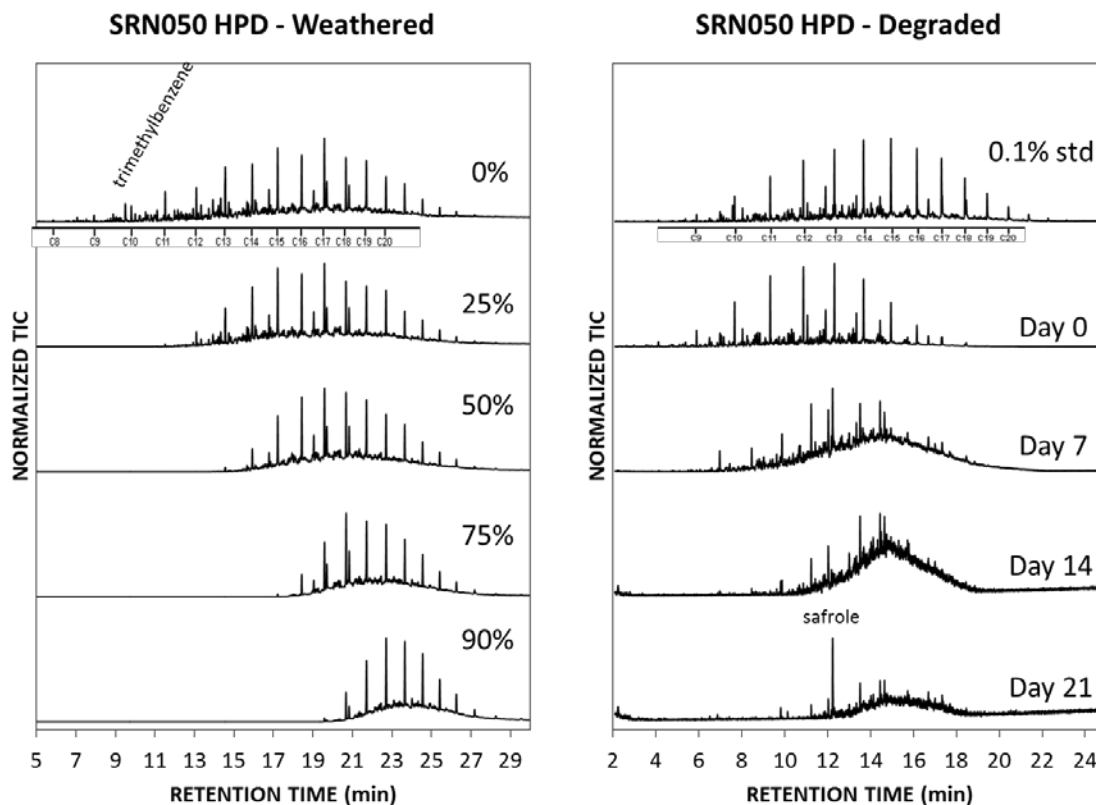 SRN050 HPD - Weathered
trimethylbenzene
0%
C8 C9 C10 C11 C12 C13 C14 C15 C16 C17 C18 C19 C20
25%
50%
75%
90%
NORMALIZED TIC
5 7 9 11 13 15 17 19 21 23 25 27 29
RETENTION TIME (min)
SRN050 HPD - Degraded
0.1% std
C9 C10 C11 C12 C13 C14 C15 C16 C17 C18 C19 C20
Day 0
Day 7
Day 14
safrole
Day 21
NORMALIZED TIC
2 4 6 8 10 12 14 16 18 20 22 24
RETENTION TIME (min)